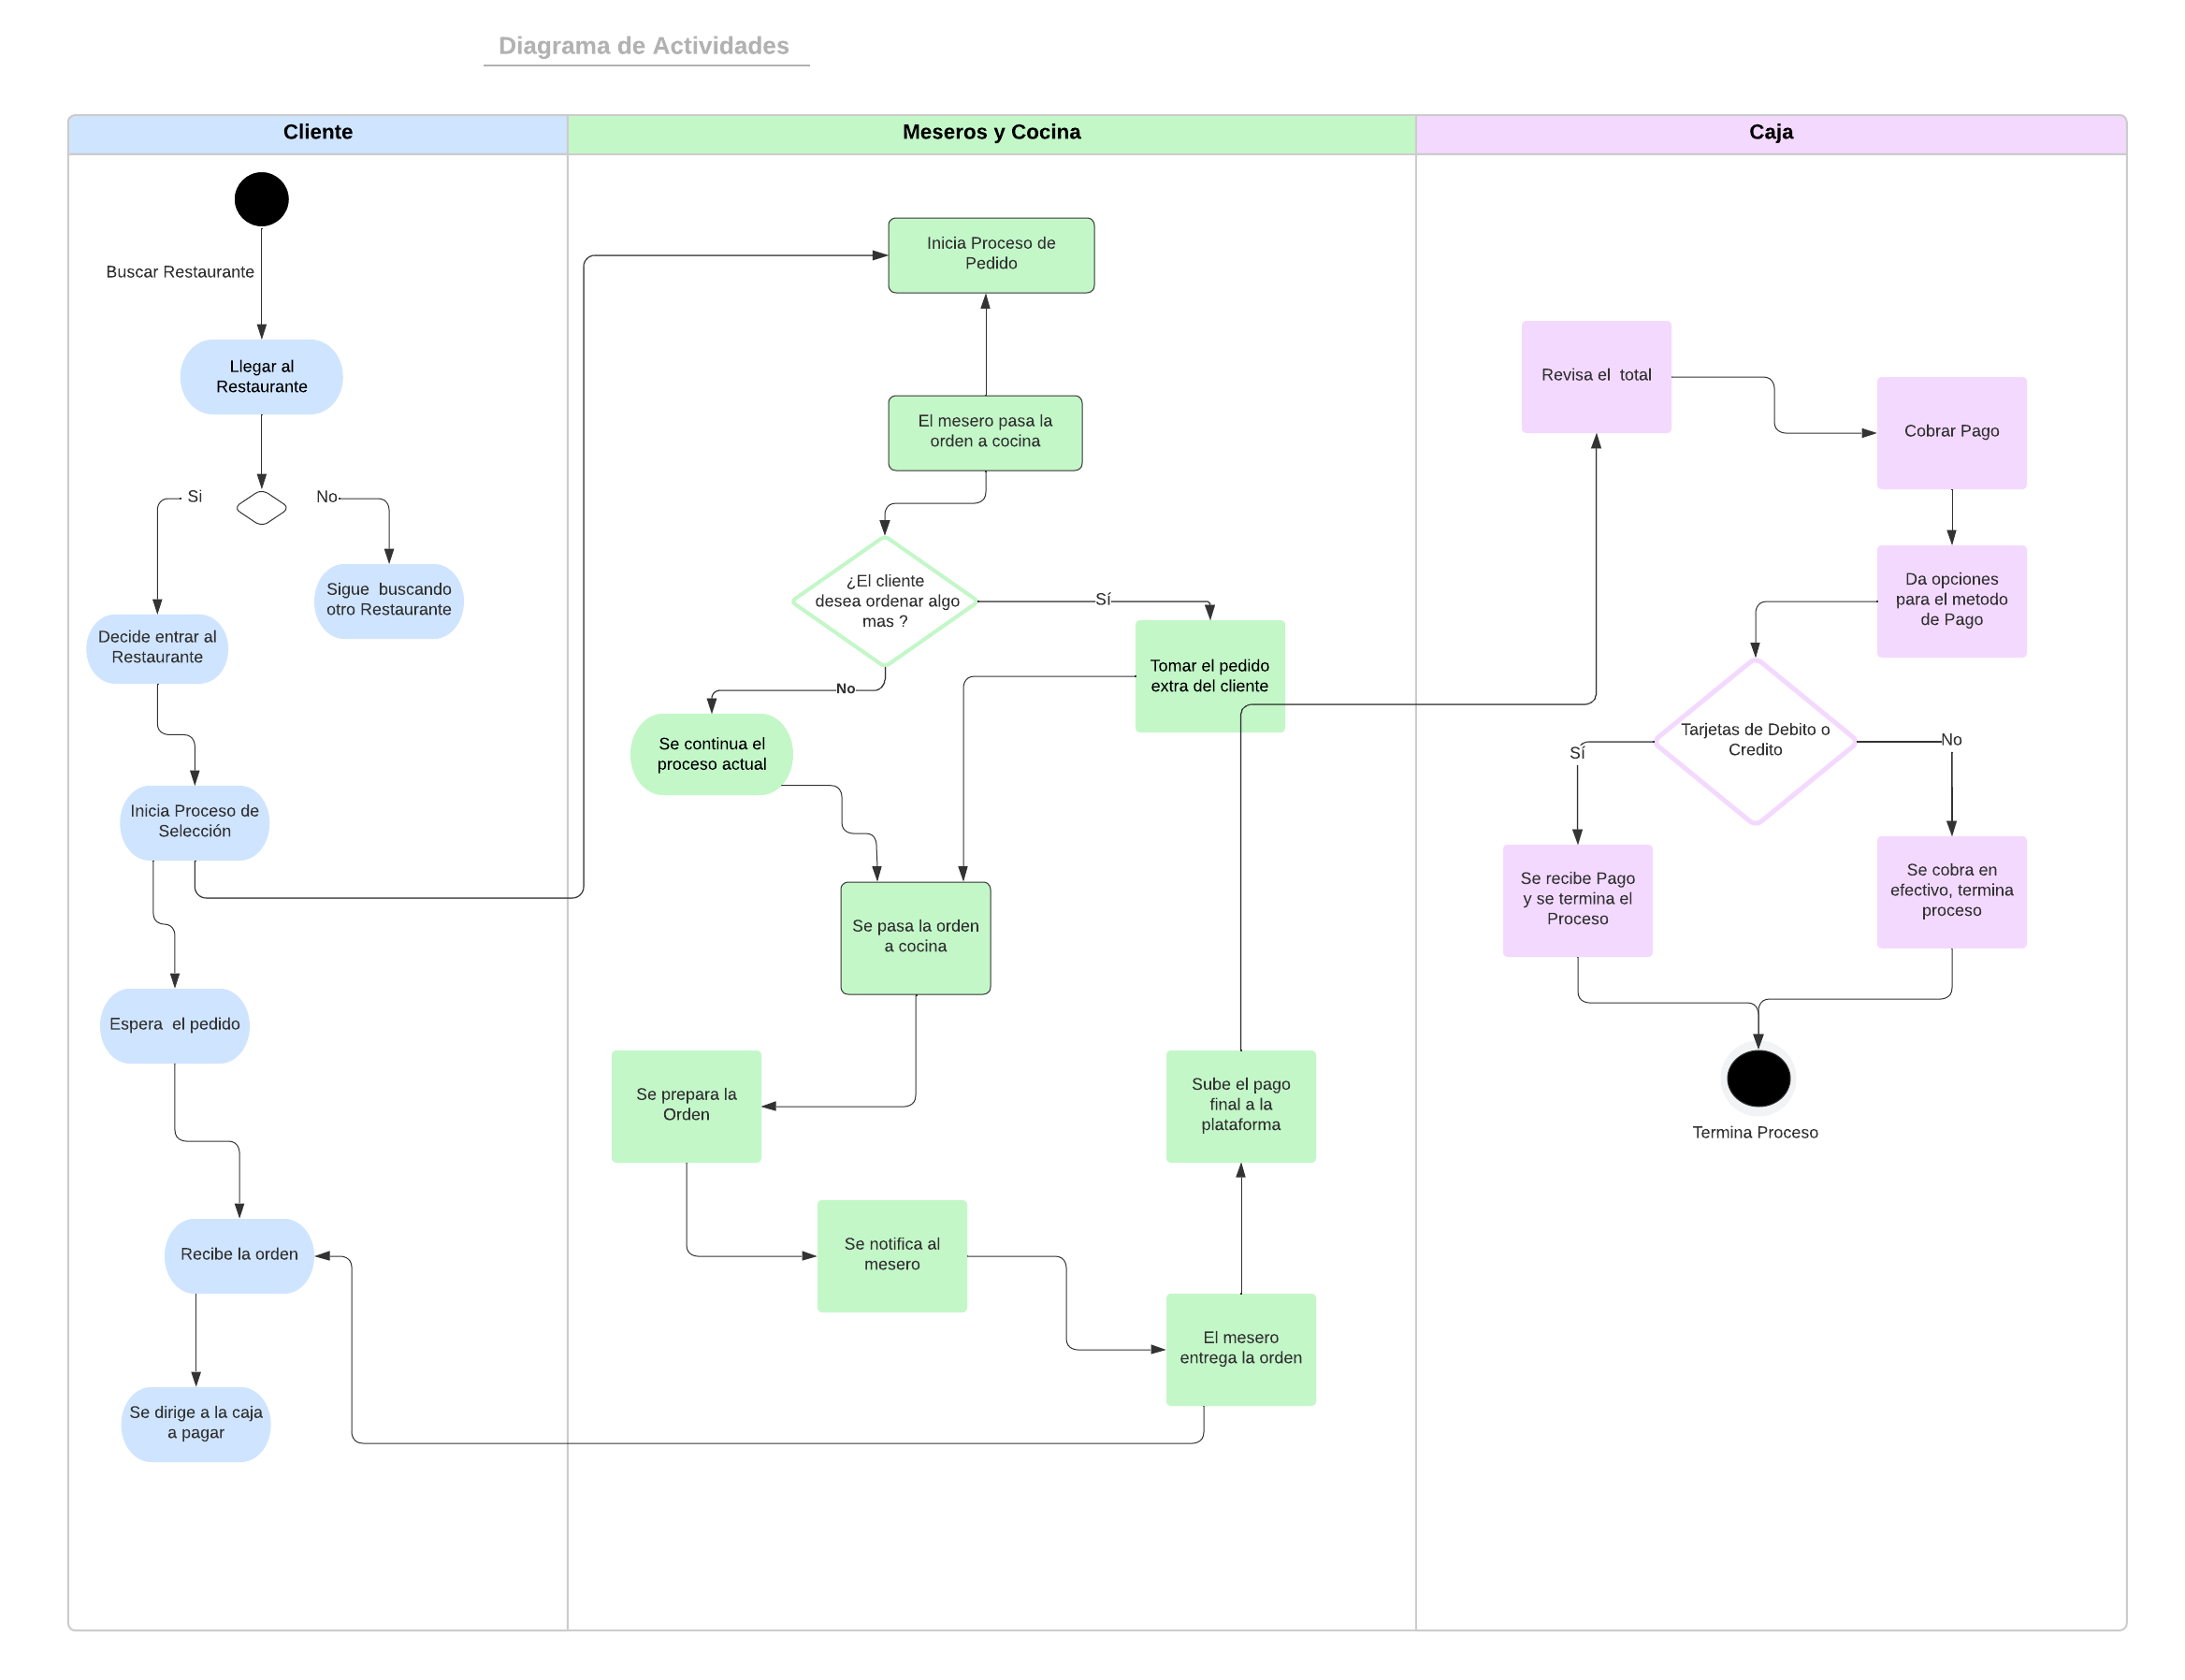 Diagrama de Actividades
Cliente
Meseros y Cocina
Caja
Buscar Restaurante
Llegar al
Restaurante
Si
No
Sigue  buscando
otro Restaurante
Decide entrar al
Restaurante
Inicia Proceso de
Selección
Espera  el pedido
Recibe la orden
Se dirige a la caja
a pagar
Inicia Proceso de
Pedido
El mesero pasa la
orden a cocina
¿El cliente
desea ordenar algo
mas ?
Sí
No
Tomar el pedido
extra del cliente
Se continua el
proceso actual
Se pasa la orden
a cocina
Se prepara la
Orden
Se notifica al
mesero
El mesero
entrega la orden
Sube el pago
final a la
plataforma
Revisa el  total
Cobrar Pago
Da opciones
para el metodo
de Pago
Tarjetas de Debito o
Credito
Sí
No
Se recibe Pago
y se termina el
Proceso
Se cobra en
efectivo, termina
proceso
Termina Proceso